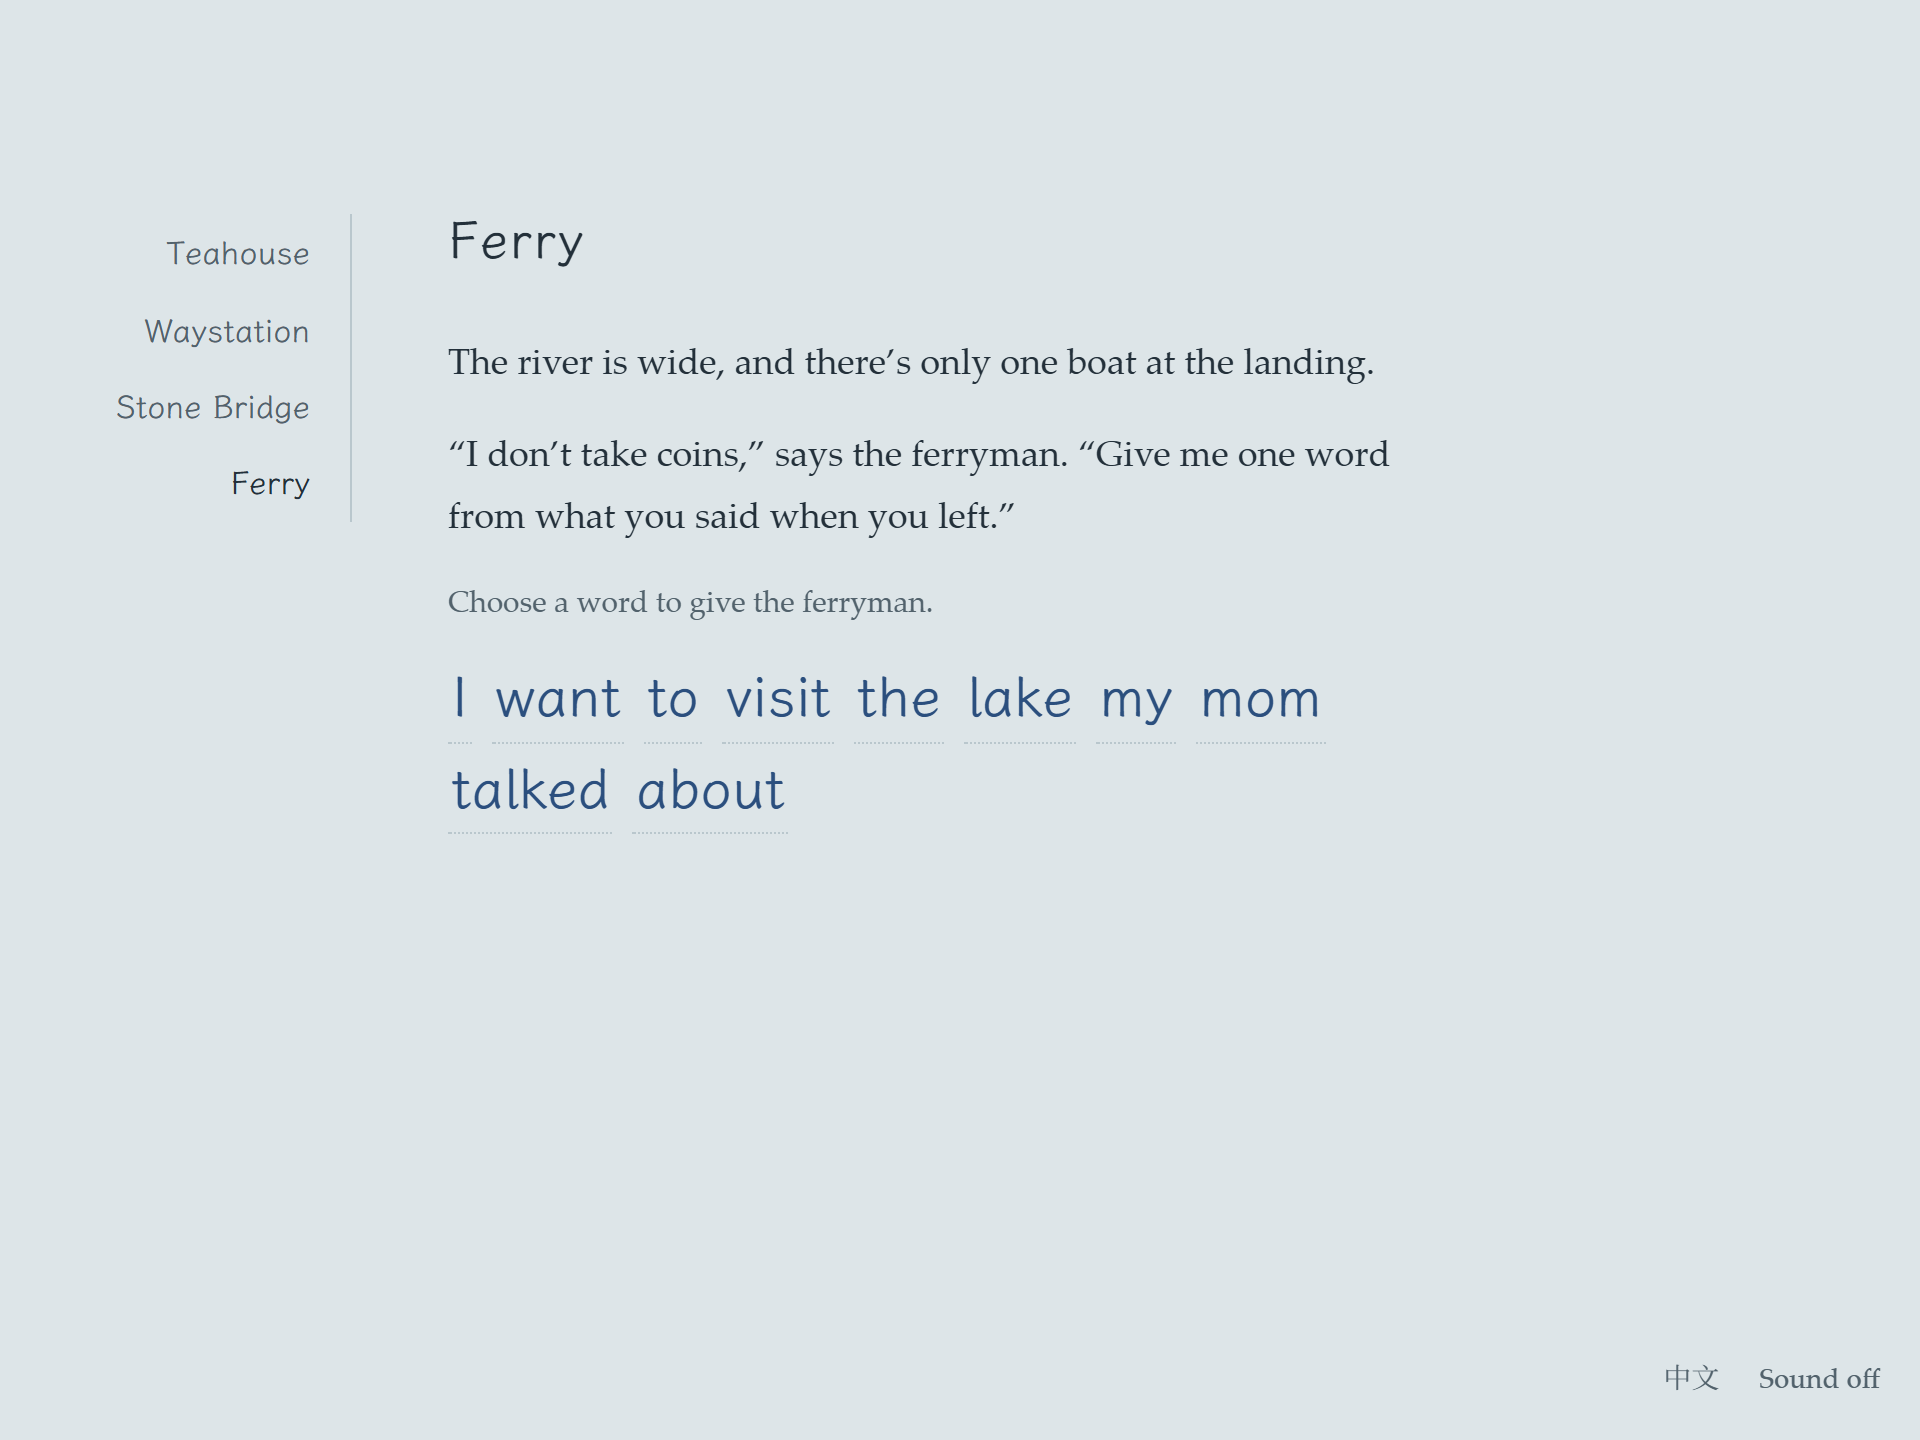 Teahouse
Waystation
Stone Bridge
Ferry
Ferry
The river is wide, and there’s only one boat at the landing.
“I don’t take coins,” says the ferryman. “Give me one word
from what you said when you left.”
Choose a word to give the ferryman.
I want to visit the lake my mom
talked about
中文 Sound off